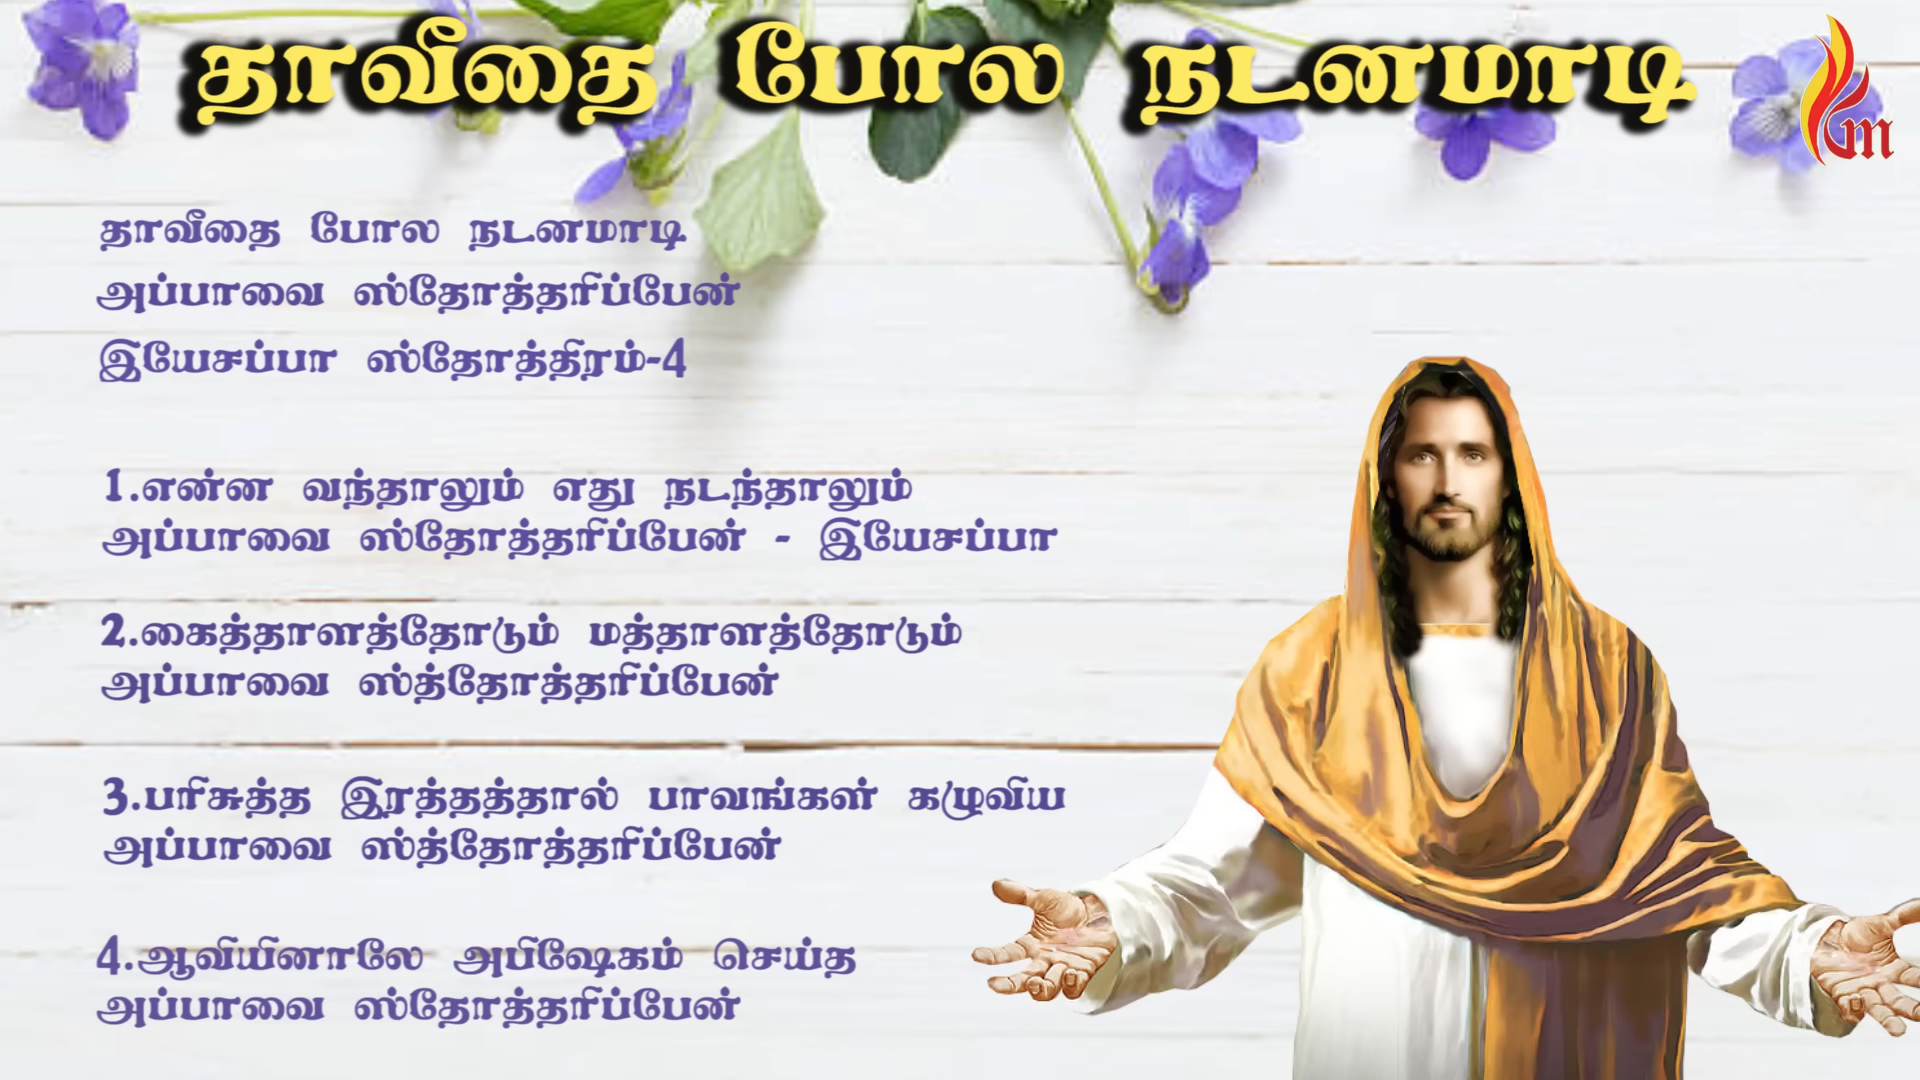 தாவீதை போல நடனமாடி
தாவீதை போல நடனமாடி
அப்பாவை ஸ்தோத்தரிப்பேன்
இயேசப்பா ஸ்தோத்திரம்-4
1.என்ன வந்தாலும் எது நடந்தாலும்
அப்பாவை ஸ்தோத்தரிப்பேன் - இயேசப்பா
2.கைத்தாளத்தோடும் மத்தாளத்தோடும்
அப்பாவை ஸ்த்தோத்தரிப்பேன்
3.பரிசுத்த இரத்தத்தால் பாவங்கள் கழுவிய
அப்பாவை ஸ்த்தோத்தரிப்பேன்
4.ஆவியினாலே அபிஷேகம் செய்த
அப்பாவை ஸ்தோத்தரிப்பேன்